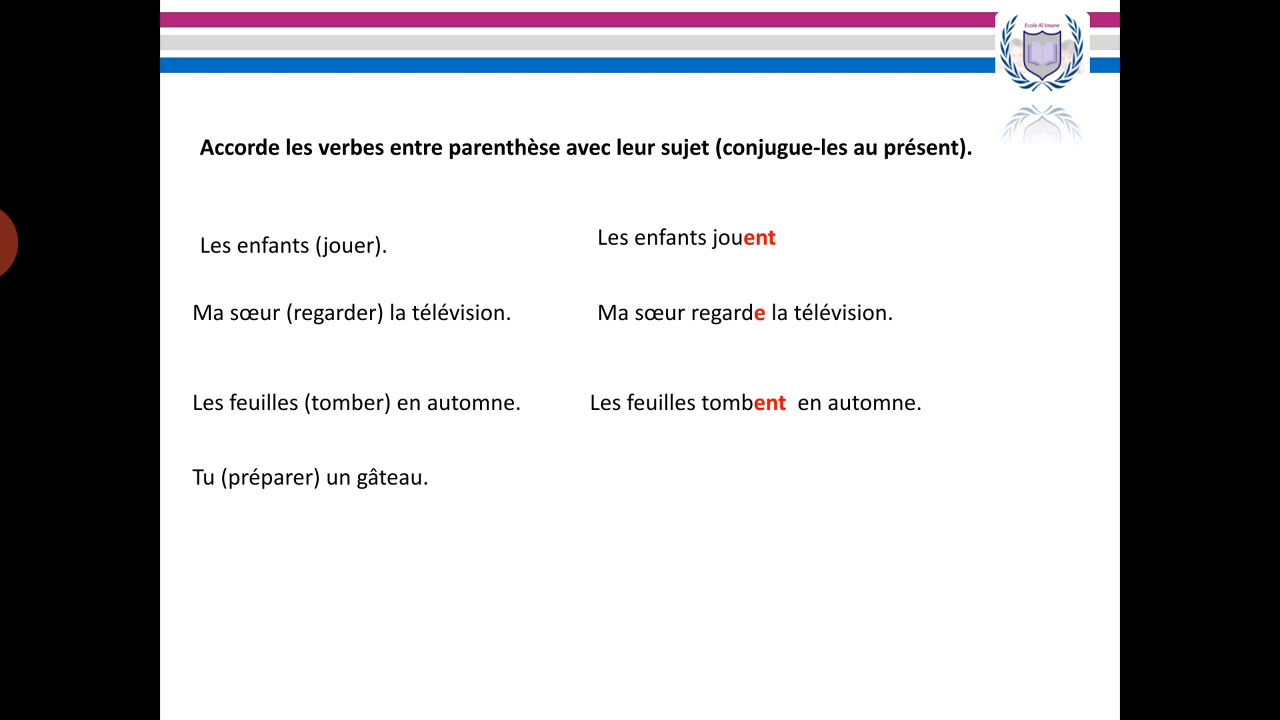 Ecole Al Imane
Accorde les verbes entre parenthèse avec leur sujet (conjugue-les au présent).
Les enfants (jouer).
Les enfants jouent
Ma sœur (regarder) la télévision.
Ma sœur regarde la télévision.
Les feuilles (tomber) en automne.
Les feuilles tombent en automne.
Tu (préparer) un gâteau.